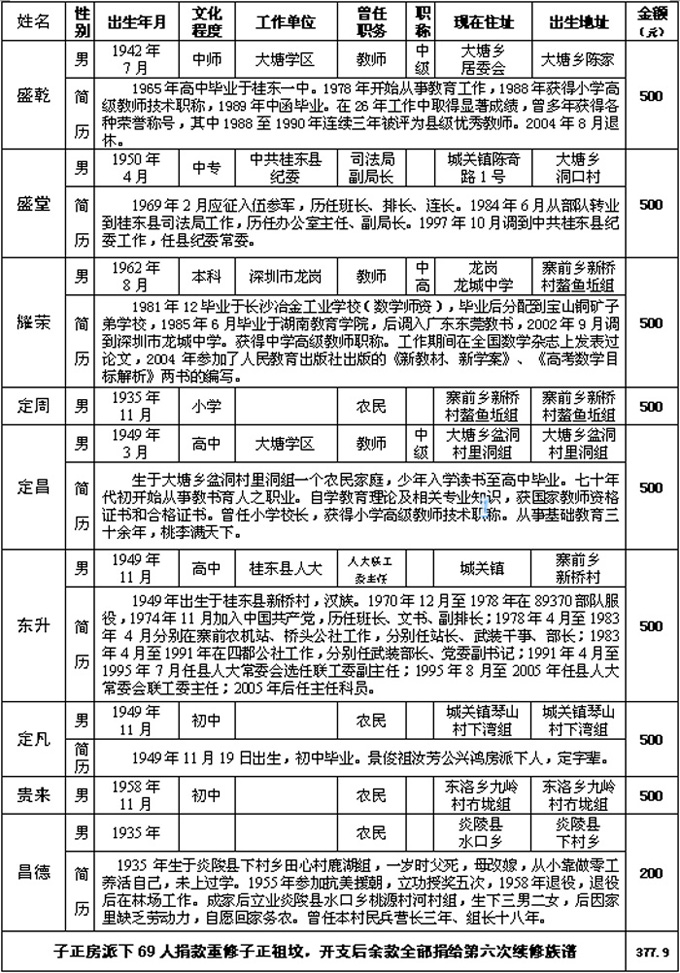 姓名 性别 出生年月 文化程度 工作单位 曾任职务 职称 现在住址 出生地址 金额(元)
盛乾 男 1942年7月 中师 大塘学区 教师 中级 大塘乡居委会 大塘乡陈家 500
简历
1965年高中毕业于桂东一中。1978年开始从事教育工作,1988年获得小学高
级教师技术职称,1989年中函毕业。在26年工作中取得显著成绩,曾多年获得各
种荣誉称号,其中1988至1990年连续三年被评为县级优秀教师。2004年8月退
休。
盛堂 男 1950年4月 中专 中共桂东县纪委 司法局副局长 城关镇陈奇路1号 大塘乡洞口村 500
简历
1969年2月应征入伍参军,历任班长、排长、连长。1984年6月从部队转业
到桂东县司法局工作,历任办公室主任、副局长。1997年10月调到中共桂东县纪
委工作,任县纪委常委。
耀荣 男 1962年8月 本科 深圳市龙岗 教师 中高 龙岗龙城中学 寨前乡新桥村鳌鱼坵组 500
简历
1981年12毕业于长沙冶金工业学校(数学师资),毕业后分配到宝山铜矿子
弟学校,1985年6月毕业于湖南教育学院,后调入广东东莞教书,2002年9月调
到深圳市龙城中学。获得中学高级教师职称。工作期间在全国数学杂志上发表过
论文,2004年参加了人民教育出版社出版的《新教材、新学案》、《高考数学目
标解析》两书的编写。
定周 男 1935年11月 小学 农民 寨前乡新桥村鳌鱼坵组 寨前乡新桥村鳌鱼坵组 500
定昌 男 1949年3月 高中 大塘学区 教师 中级 大塘乡盆洞村里洞组 大塘乡盆洞村里洞组 500
简历
生于大塘乡盆洞村里洞组一个农民家庭,少年入学读书至高中毕业。七十年
代初开始从事教书育人之职业。自学教育理论及相关专业知识,获国家教师资格
证书和合格证书。曾任小学校长,获得小学高级教师技术职称。从事基础教育三
十余年,桃李满天下。
东升 男 1949年11月 高中 桂东县人大 人大联工委主任 城关镇 寨前乡新桥村 500
简历
1949年出生于桂东县新桥村,汉族。1970年12月至1978年在89370部队服
役,1974年11月加入中国共产党,历任班长、文书、副排长;1978年4月至1983
年 4 月分别在寨前农机站、桥头公社工作,分别任站长、武装干事、部长;1983
年4月至1991年在四都公社工作,分别任武装部长、党委副书记;1991年4月至
1995年7月任县人大常委会选任联工委副主任;1995年8月至2005年任县人大
常委会联工委主任;2005年后任主任科员。
定凡 男 1949年11月 初中 农民 城关镇琴山村下湾组 城关镇琴山村下湾组 500
简历
1949年11月19日出生,初中毕业。景俊祖汝芳公兴鸿房派下人,定字辈。
贵来 男 1958年11月 初中 农民 东洛乡九岭村冇垅组 东洛乡九岭村冇垅组 500
昌德 男 1935年 农民 炎陵县水口乡 炎陵县下村乡 200
简历
1935年生于炎陵县下村乡田心村鹿湖组,一岁时父死,母改嫁,从小靠做零工
养活自己,未上过学。1955年参加抗美援朝,立功授奖五次,1958年退役,退役
后在林场工作。成家后立业炎陵县水口乡桃源村河村组,生下三男二女,后因家
里缺乏劳动力,自愿回家务农。曾任本村民兵营长三年、组长十八年。
子正房派下69人捐款重修子正祖坟,开支后余款全部捐给第六次续修族谱 377.9